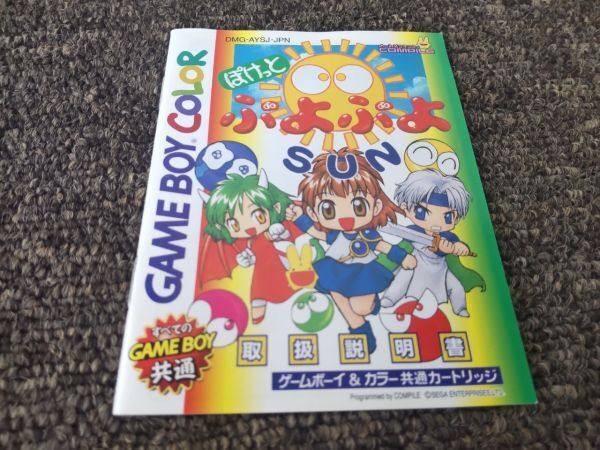 DMG-AYSJ-JPN
COMPILE
GAME BOY COLOR
ぽけっと
ぷよぷよ
SUN
すべての
GAME BOY
共通
取扱説明書
ゲームボーイ & カラー共通カートリッジ
Programmed by COMPILE ©SEGA ENTERPRISES,LTD.